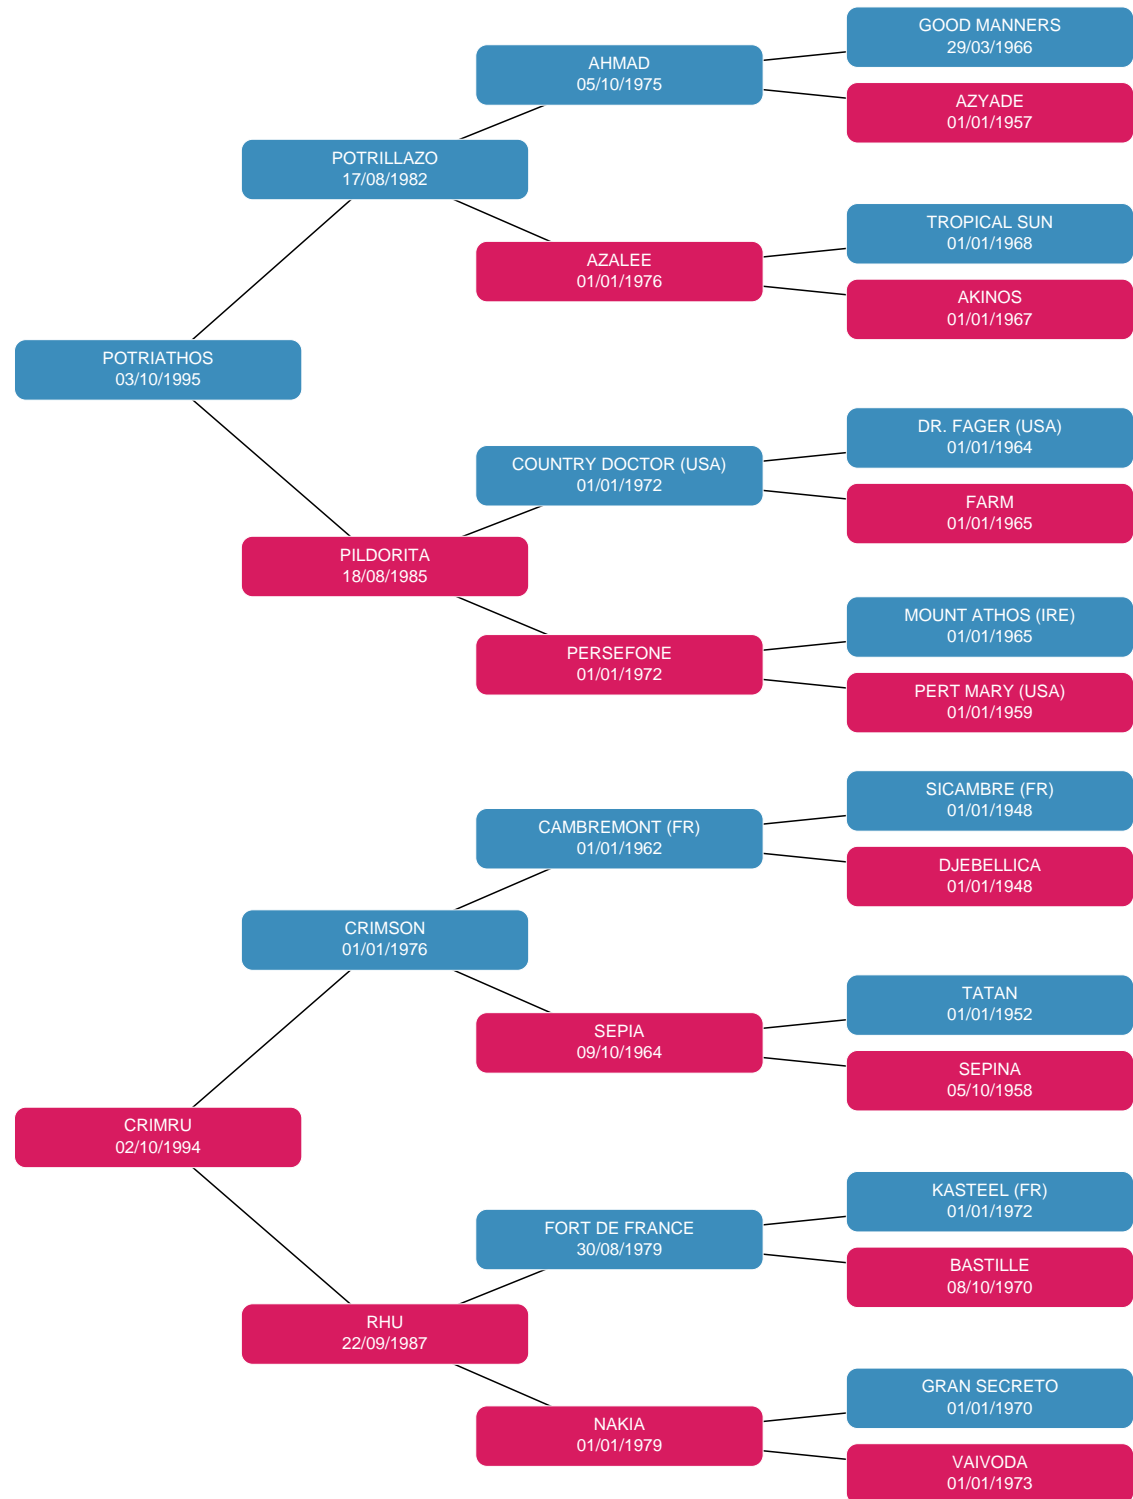 GOOD MANNERS
29/03/1966
AHMAD
05/10/1975
AZYADE
01/01/1957
POTRILLAZO
17/08/1982
TROPICAL SUN
01/01/1968
AZALEE
01/01/1976
AKINOS
01/01/1967
POTRIATHOS
03/10/1995
DR. FAGER (USA)
01/01/1964
COUNTRY DOCTOR (USA)
01/01/1972
FARM
01/01/1965
PILDORITA
18/08/1985
MOUNT ATHOS (IRE)
01/01/1965
PERSEFONE
01/01/1972
PERT MARY (USA)
01/01/1959
SICAMBRE (FR)
01/01/1948
CAMBREMONT (FR)
01/01/1962
DJEBELLICA
01/01/1948
CRIMSON
01/01/1976
TATAN
01/01/1952
SEPIA
09/10/1964
SEPINA
05/10/1958
CRIMRU
02/10/1994
KASTEEL (FR)
01/01/1972
FORT DE FRANCE
30/08/1979
BASTILLE
08/10/1970
RHU
22/09/1987
GRAN SECRETO
01/01/1970
NAKIA
01/01/1979
VAIVODA
01/01/1973